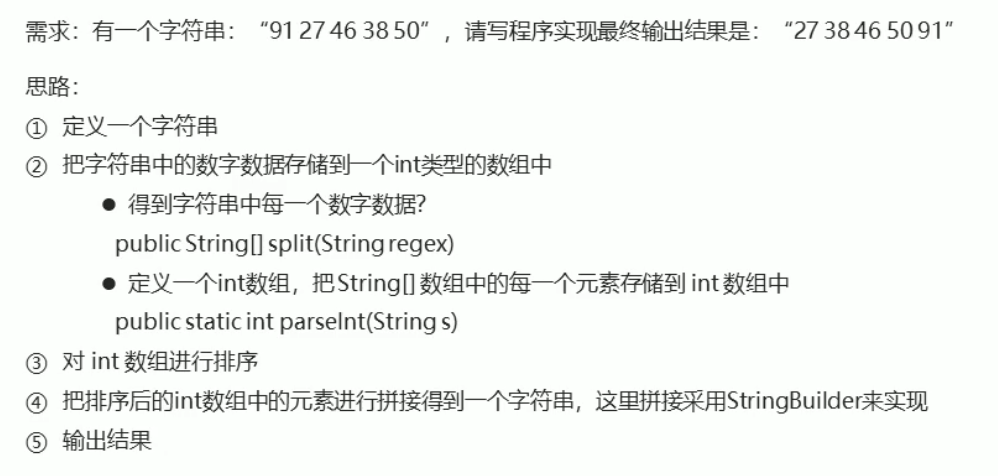 需求：有一个字符串：“91 27 46 38 50”，请写程序实现最终输出结果是：“27 38 46 50 91”
思路：
① 定义一个字符串
② 把字符串中的数字数据存储到一个int类型的数组中
● 得到字符串中每一个数字数据?
public String[] split(String regex)
● 定义一个int数组，把 String[] 数组中的每一个元素存储到 int 数组中
public static int parseInt(String s)
③ 对 int 数组进行排序
④ 把排序后的int数组中的元素进行拼接得到一个字符串，这里拼接采用StringBuilder来实现
⑤ 输出结果